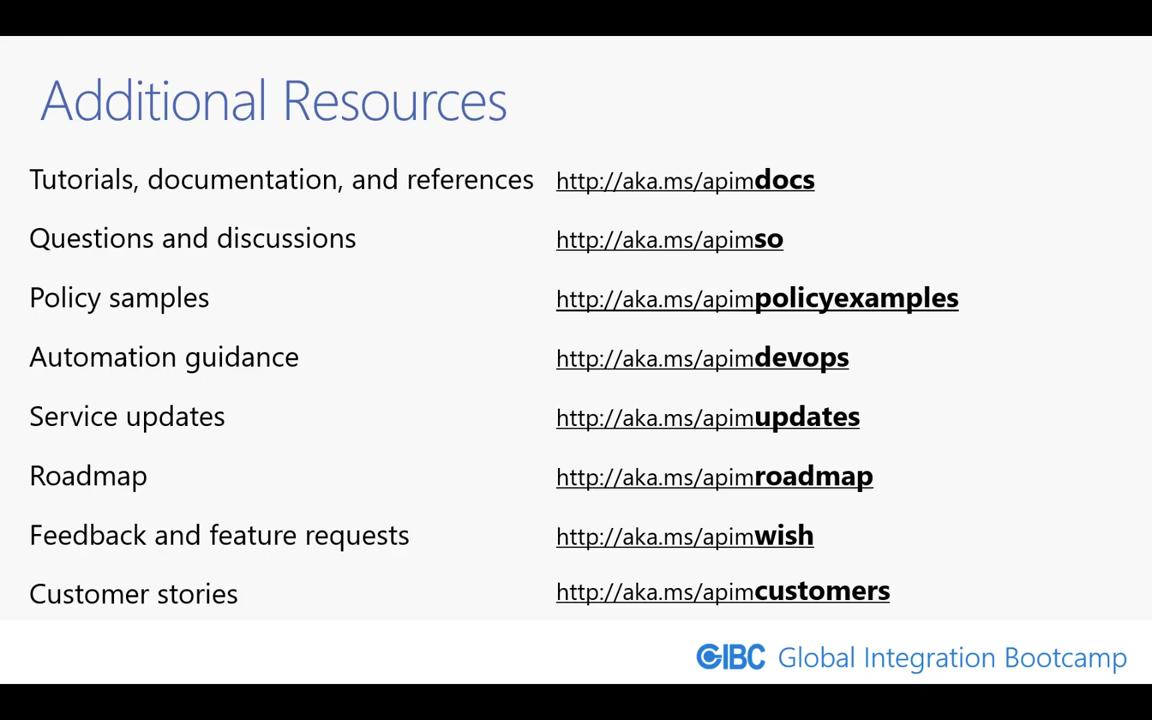 Additional Resources
Tutorials, documentation, and references http://aka.ms/apimdocs
Questions and discussions http://aka.ms/apimso
Policy samples http://aka.ms/apimpolicyexamples
Automation guidance http://aka.ms/apimdevops
Service updates http://aka.ms/apimupdates
Roadmap http://aka.ms/apimroadmap
Feedback and feature requests http://aka.ms/apimwish
Customer stories http://aka.ms/apimcustomers
GIBC Global Integration Bootcamp